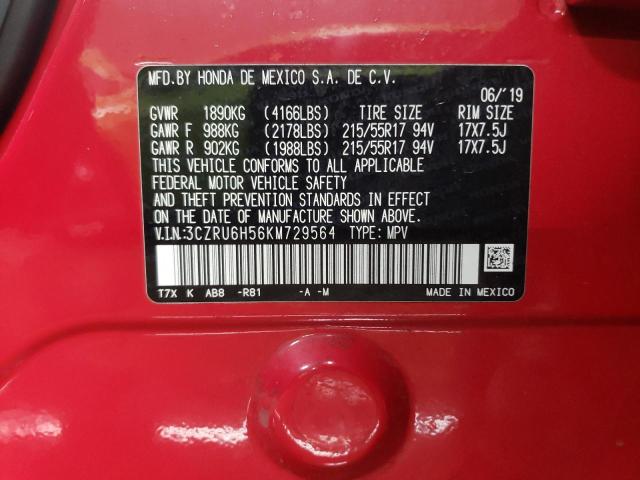 MFD.BY HONDA DE MEXICO S.A. DE C.V.
06/'19
GVWR 1890KG (4166LBS) TIRE SIZE RIM SIZE
GAWR F 988KG (2178LBS) 215/55R17 94V 17X7.5J
GAWR R 902KG (1988LBS) 215/55R17 94V 17X7.5J
THIS VEHICLE CONFORMS TO ALL APPLICABLE
FEDERAL MOTOR VEHICLE SAFETY
AND THEFT PREVENTION STANDARDS IN EFFECT
ON THE DATE OF MANUFACTURE SHOWN ABOVE.
V.I.N.:3CZRU6H56KM729564 TYPE: MPV
T7X K AB8 -RB1 -A -M MADE IN MEXICO